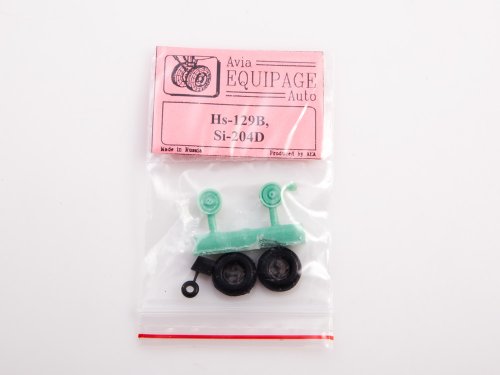 Avia
EQUIPAGE
Auto
Hs-129B,
Si-204D
Made in Russia
Produced by AEA